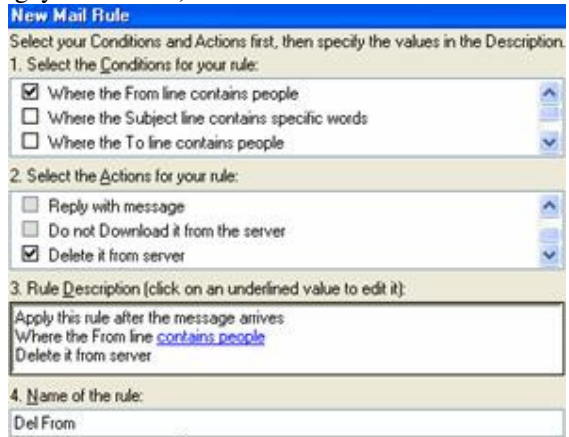 New Mail Rule
Select your Conditions and Actions first, then specify the values in the Description.
1. Select the Conditions for your rule:
Where the From line contains people
Where the Subject line contains specific words
Where the To line contains people
2. Select the Actions for your rule:
Reply with message
Do not Download it from the server
Delete it from server
3. Rule Description (click on an underlined value to edit it):
Apply this rule after the message arrives
Where the From line contains people
Delete it from server
4. Name of the rule:
Del From